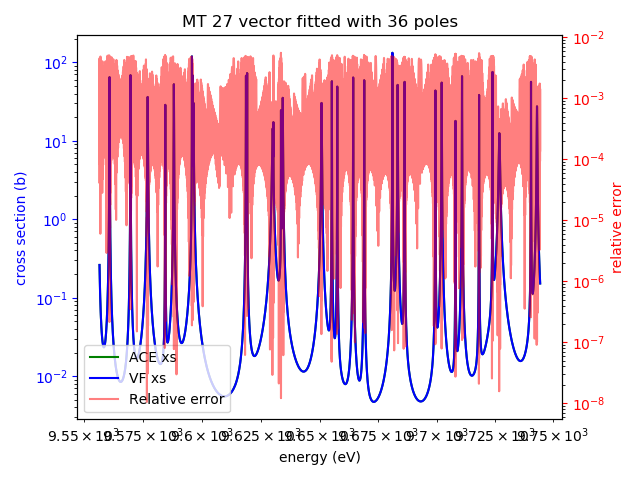 MT 27 vector fitted with 36 poles
10² 10¹ 10⁰ 10⁻¹ 10⁻²
cross section (b)
10⁻² 10⁻³ 10⁻⁴ 10⁻⁵ 10⁻⁶ 10⁻⁷ 10⁻⁸
relative error
ACE xs
VF xs
Relative error
9.55 × 10³ 9.575 × 10³ 9.6 × 10³ 9.625 × 10³ 9.65 × 10³ 9.675 × 10³ 9.7 × 10³ 9.725 × 10³ 9.75 × 10³
energy (eV)